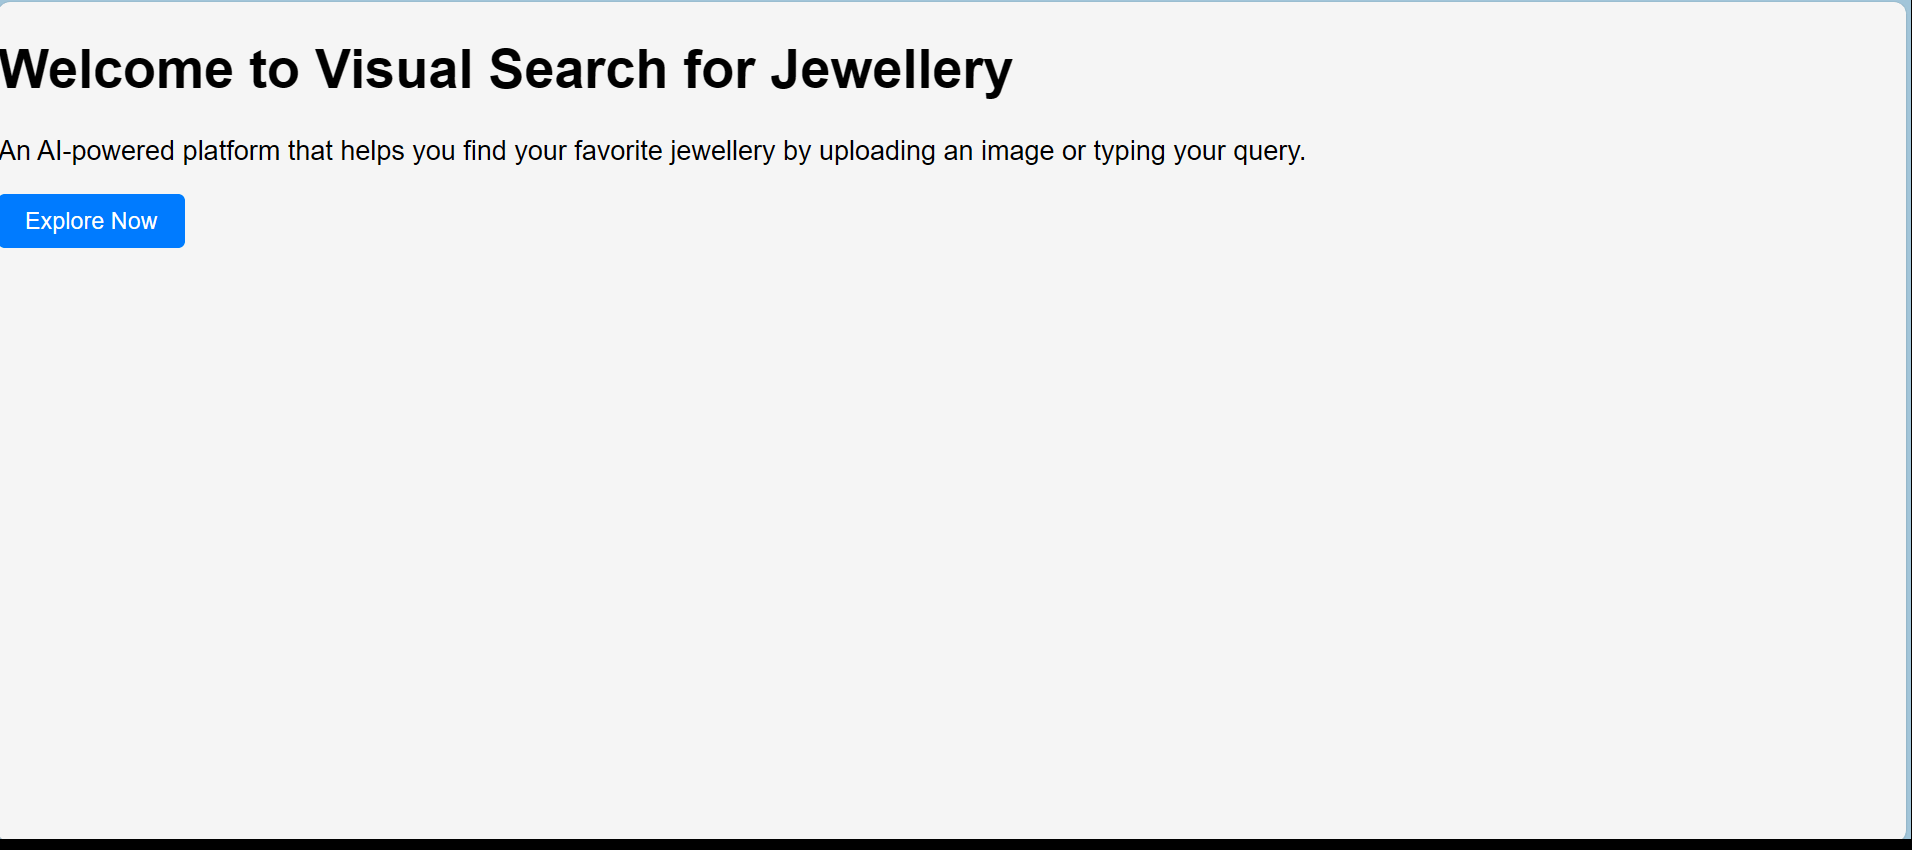 Welcome to Visual Search for Jewellery
An AI-powered platform that helps you find your favorite jewellery by uploading an image or typing your query.
Explore Now